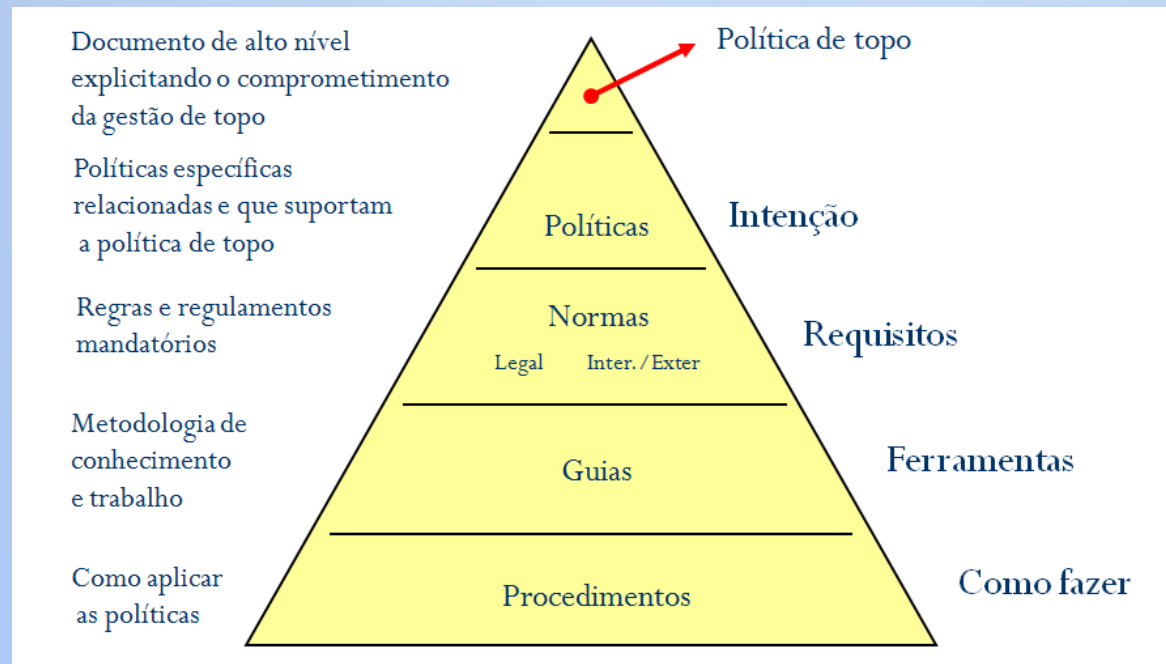 Documento de alto nível
explicitando o comprometimento
da gestão de topo
Política de topo
Políticas específicas
relacionadas e que suportam
a política de topo
Políticas
Intenção
Regras e regulamentos
mandatórios
Normas
Legal Inter./Exter
Requisitos
Metodologia de
conhecimento
e trabalho
Guias
Ferramentas
Como aplicar
as políticas
Procedimentos
Como fazer